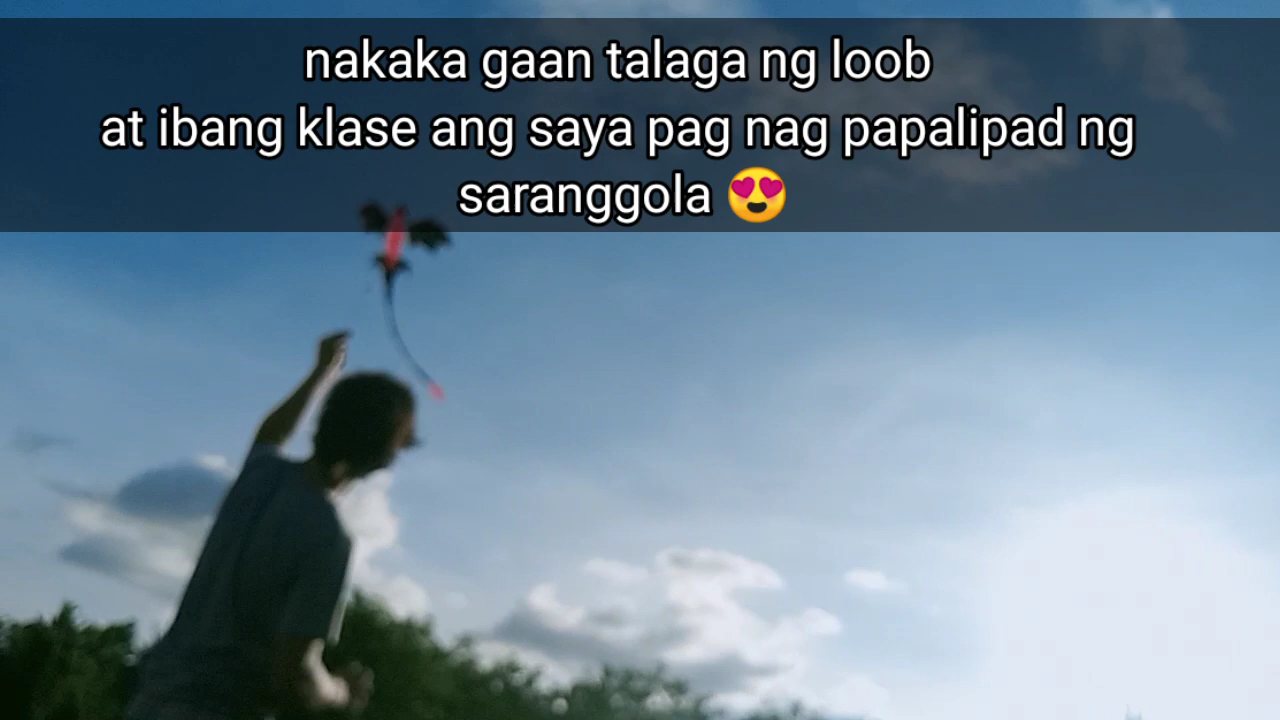 nakaka gaan talaga ng loob
at ibang klase ang saya pag nag papalipad ng
saranggola 😍